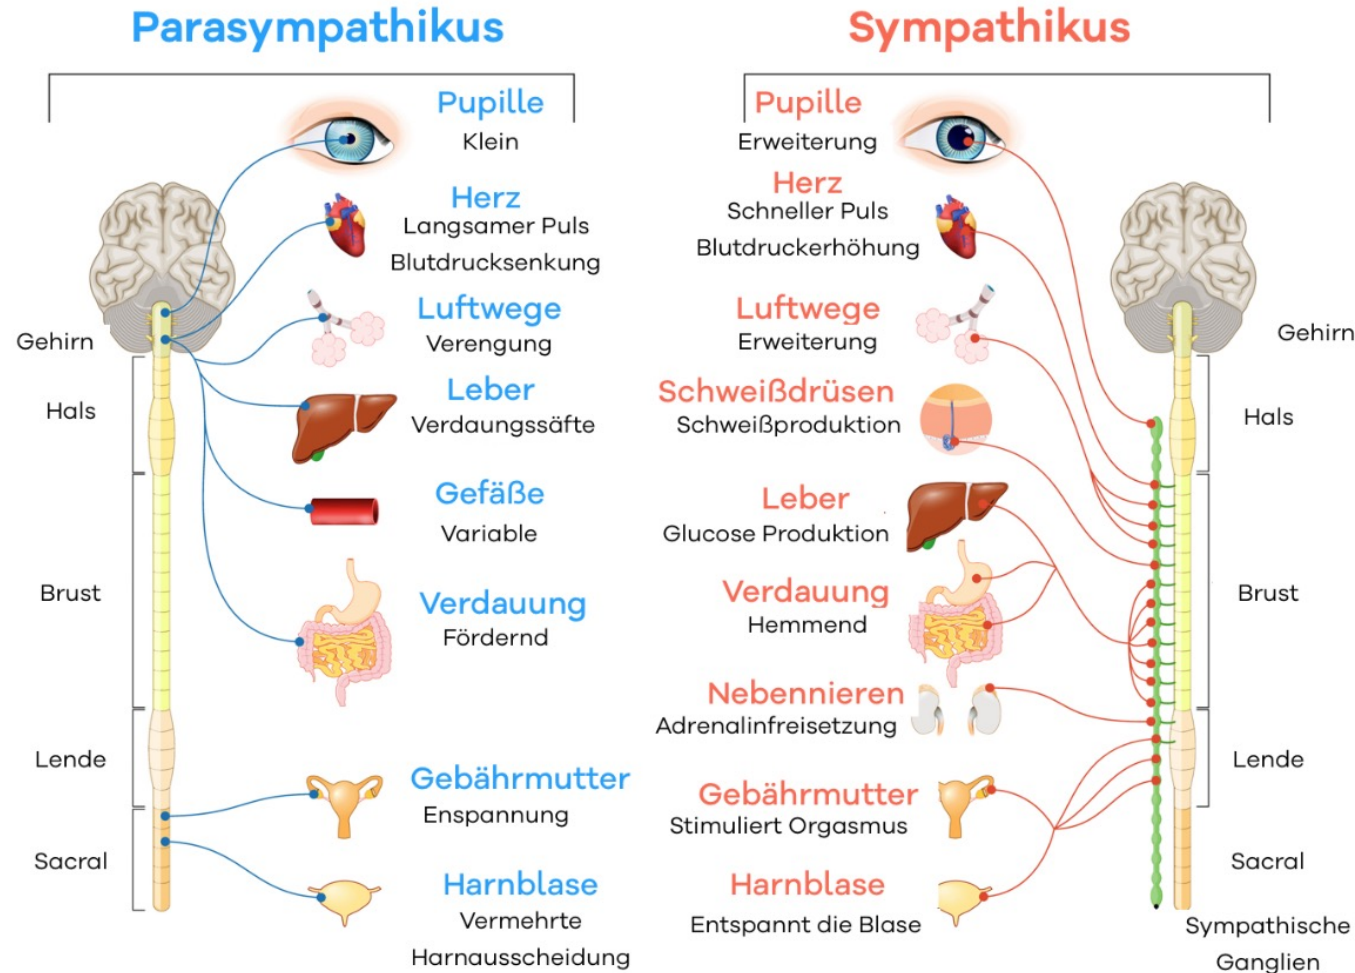 Parasympathikus
Pupille
Klein
Herz
Langsamer Puls
Blutdrucksenkung
Luftwege
Verengung
Leber
Verdaungssäfte
Gefäße
Variable
Verdauung
Fördernd
Gebährmutter
Enspannung
Harnblase
Vermehrte
Harnausscheidung
Gehirn
Hals
Brust
Lende
Sacral
Sympathikus
Pupille
Erweiterung
Herz
Schneller Puls
Blutdruckerhöhung
Luftwege
Erweiterung
Schweißdrüsen
Schweißproduktion
Leber
Glucose Produktion
Verdauung
Hemmend
Nebennieren
Adrenalinfreisetzung
Gebährmutter
Stimuliert Orgasmus
Harnblase
Entspannt die Blase
Gehirn
Hals
Brust
Lende
Sacral
Sympathische
Ganglien